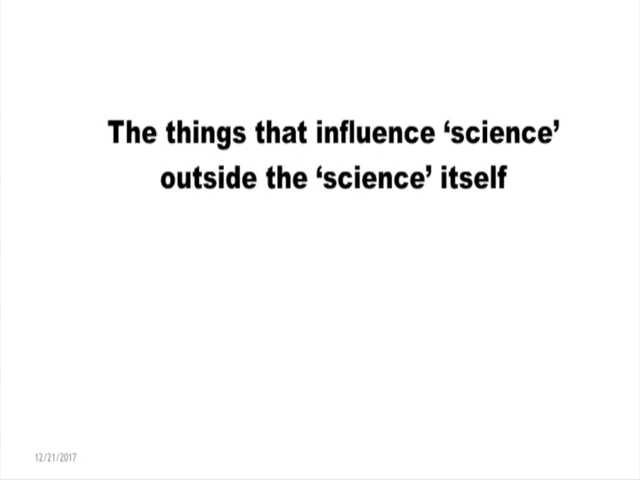 The things that influence ‘science’
outside the ‘science’ itself
12/21/2017